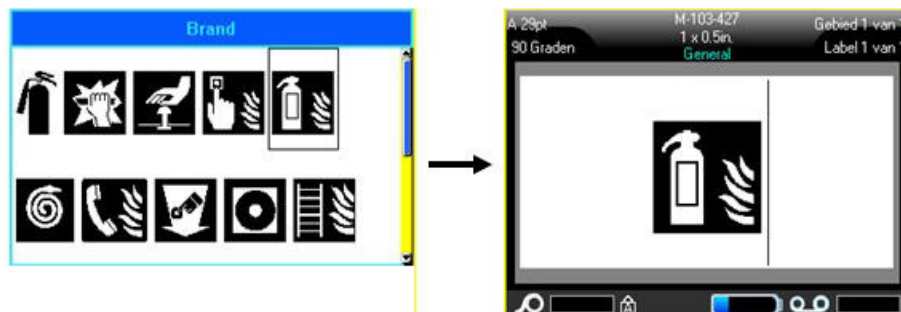 Brand
A 29pt
M-103-427
Gebied 1 van
90 Graden
1 x 0.5in.
Label 1 van
General
A